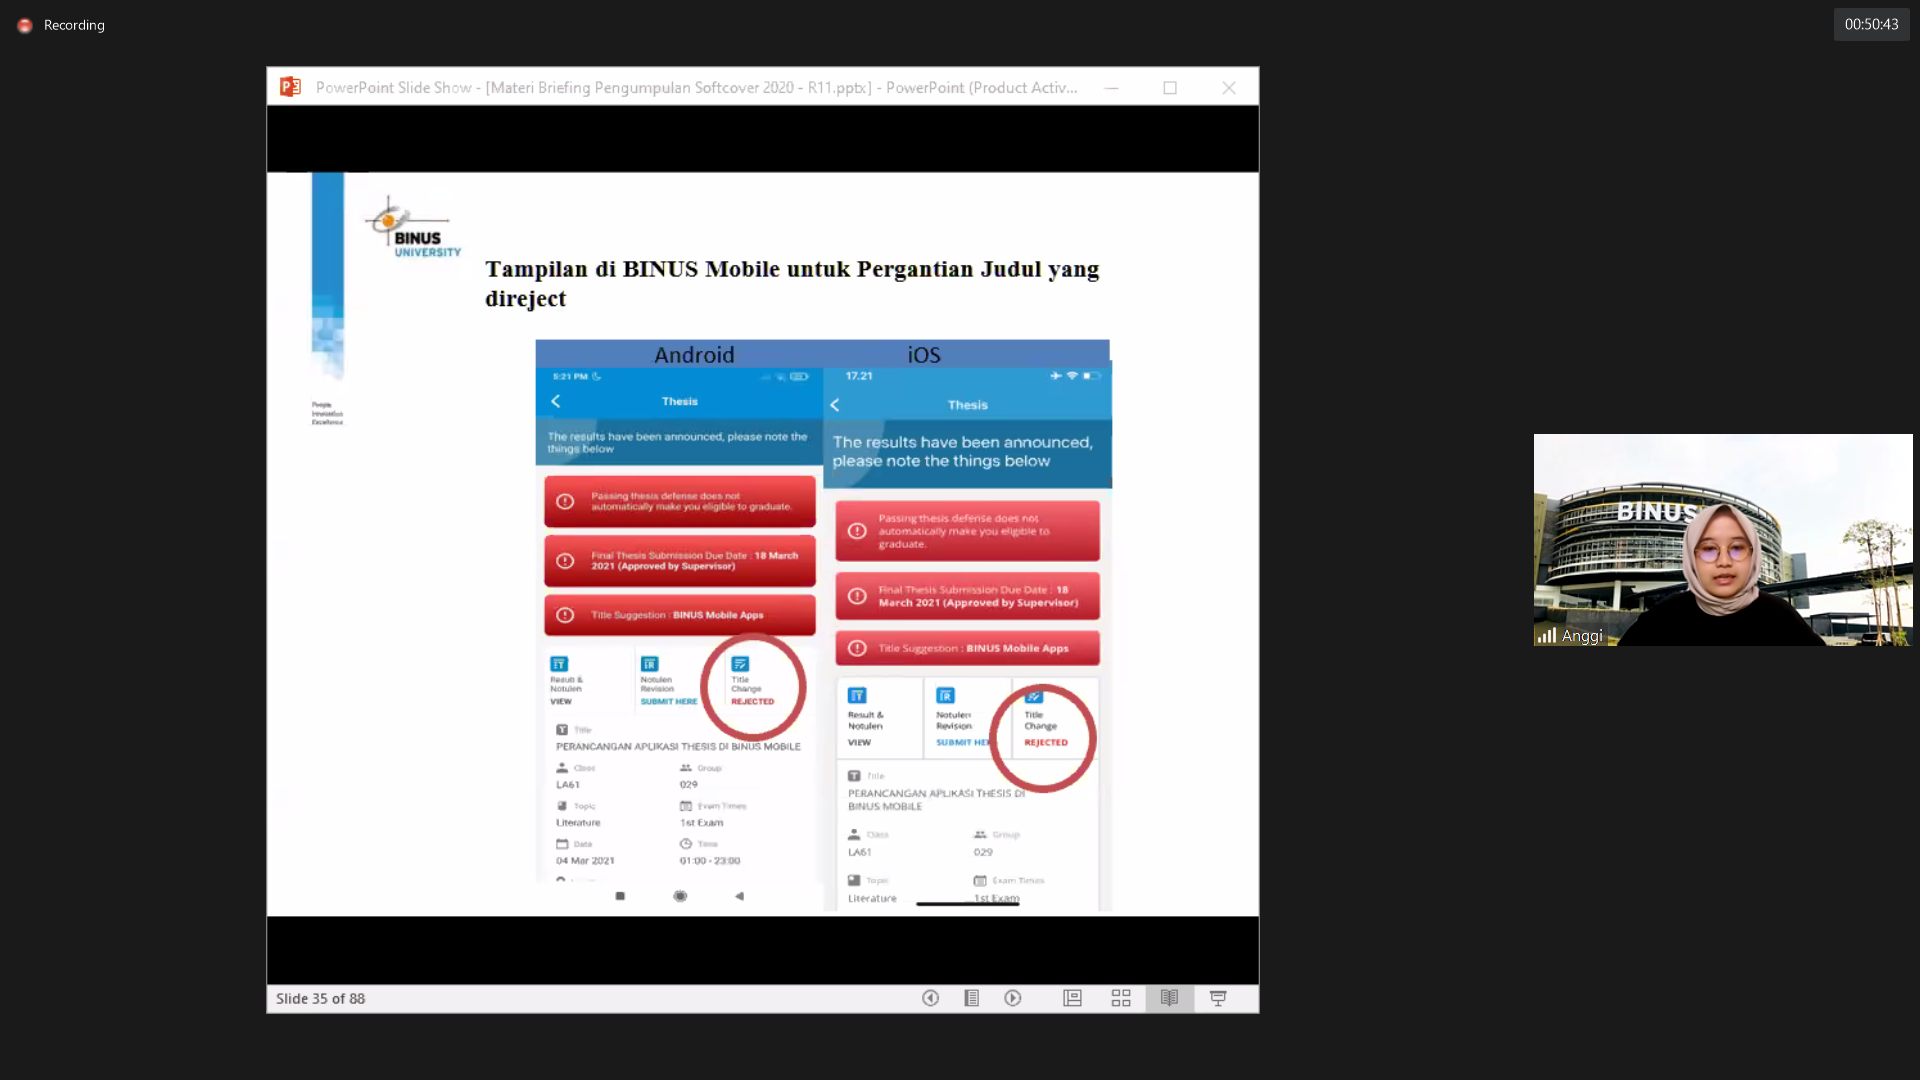 Recording
00:50:43
PowerPoint Slide Show - [Materi Briefing Pengumpulan Softcover 2020 - R11.pptx] - PowerPoint (Product Activ...
BINUS
UNIVERSITY
People
Innovation
Excellence
Tampilan di BINUS Mobile untuk Pergantian Judul yang
direject
Android
iOS
5:21 PM
Thesis
The results have been announced, please note the
things below
Passing thesis defense does not
automatically make you eligible to graduate.
Final Thesis Submission Due Date : 18 March
2021 (Approved by Supervisor)
Title Suggestion : BINUS Mobile Apps
Result &
Notulen
VIEW
Notulen
Revision
SUBMIT HERE
Title
Change
REJECTED
Title
PERANCANGAN APLIKASI THESIS DI BINUS MOBILE
Class
Group
LA61
029
Topic
Exam Times
Literature
1st Exam
Date
Time
04 Mar 2021
01:00 - 23:00
17.21
Thesis
The results have been announced,
please note the things below
Passing thesis defense does not
automatically make you eligible to
graduate.
Final Thesis Submission Due Date : 18
March 2021 (Approved by Supervisor)
Title Suggestion : BINUS Mobile Apps
Result &
Notulen
VIEW
Notulen
Revision
SUBMIT HE
Title
Change
REJECTED
Title
PERANCANGAN APLIKASI THESIS DI
BINUS MOBILE
Class
Group
LA61
029
Topic
Exam Times
Literature
1st Exam
BINUS
Anggi
Slide 35 of 88